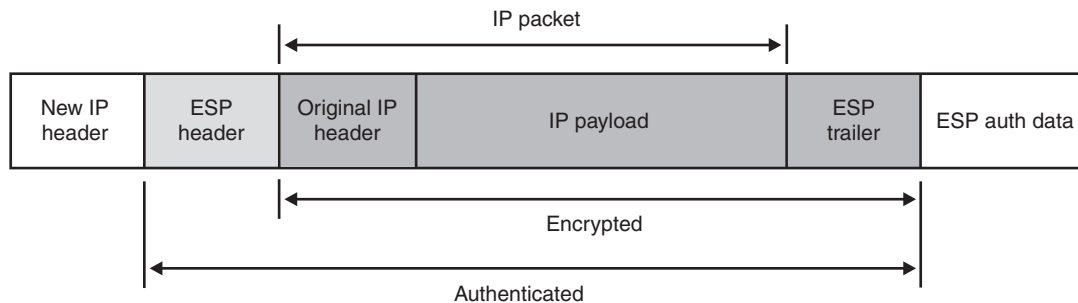 IP packet
New IP
header
ESP
header
Original IP
header
IP payload
ESP
trailer
ESP auth data
Encrypted
Authenticated